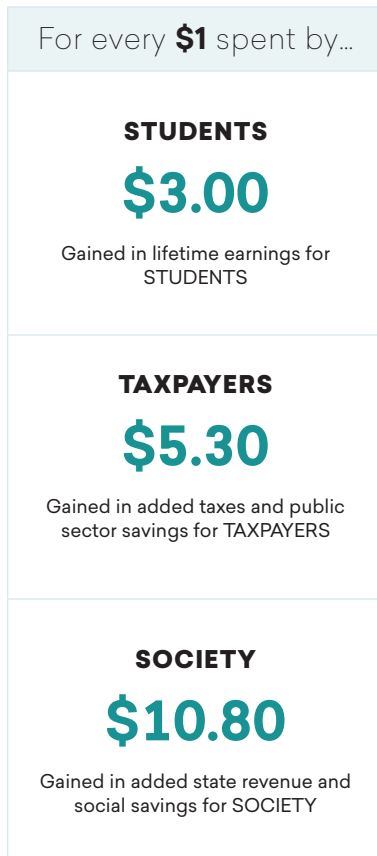 For every $1 spent by...
STUDENTS
$3.00
Gained in lifetime earnings for
STUDENTS
TAXPAYERS
$5.30
Gained in added taxes and public
sector savings for TAXPAYERS
SOCIETY
$10.80
Gained in added state revenue and
social savings for SOCIETY